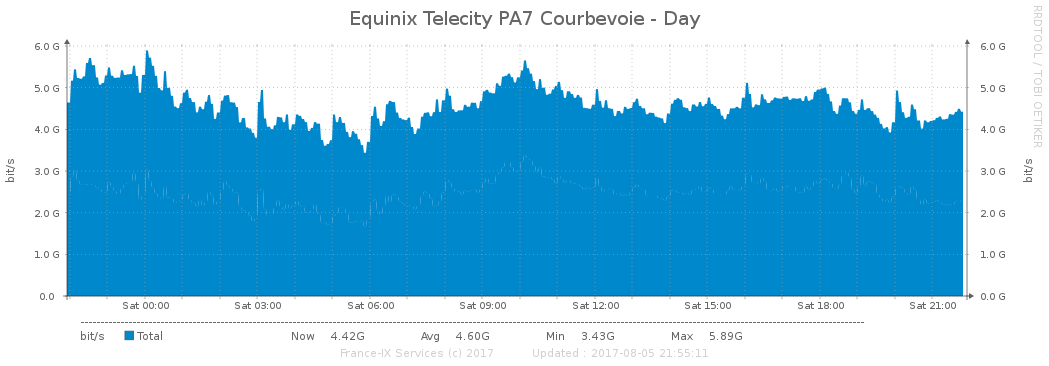 Equinix Telecity PA7 Courbevoie - Day
RRDTOOL / TOBI OETIKER
bit/s
bit/s
6.0 G 6.0 G
5.0 G 5.0 G
4.0 G 4.0 G
3.0 G 3.0 G
2.0 G 2.0 G
1.0 G 1.0 G
0.0 0.0 G
Sat 00:00 Sat 03:00 Sat 06:00 Sat 09:00 Sat 12:00 Sat 15:00 Sat 18:00 Sat 21:00
bit/s Total Now 4.42G Avg 4.60G Min 3.43G Max 5.89G
France-IX Services (c) 2017 Updated : 2017-08-05 21:55:11